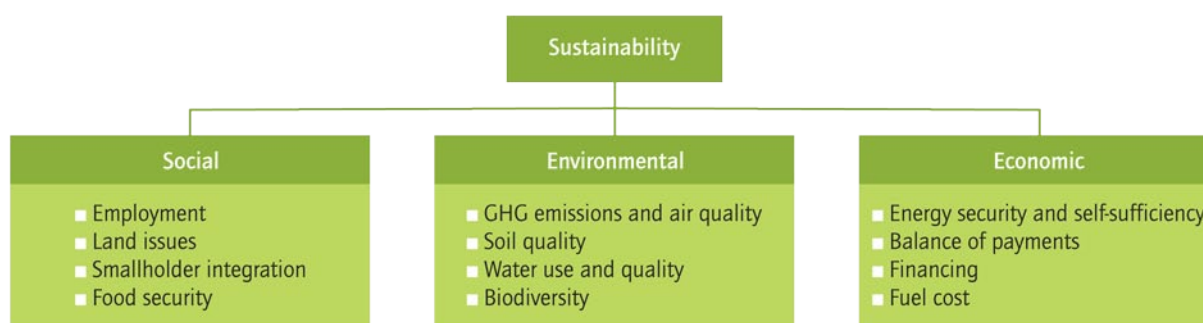 Sustainability
Social
Employment
Land issues
Smallholder integration
Food security
Environmental
GHG emissions and air quality
Soil quality
Water use and quality
Biodiversity
Economic
Energy security and self-sufficiency
Balance of payments
Financing
Fuel cost